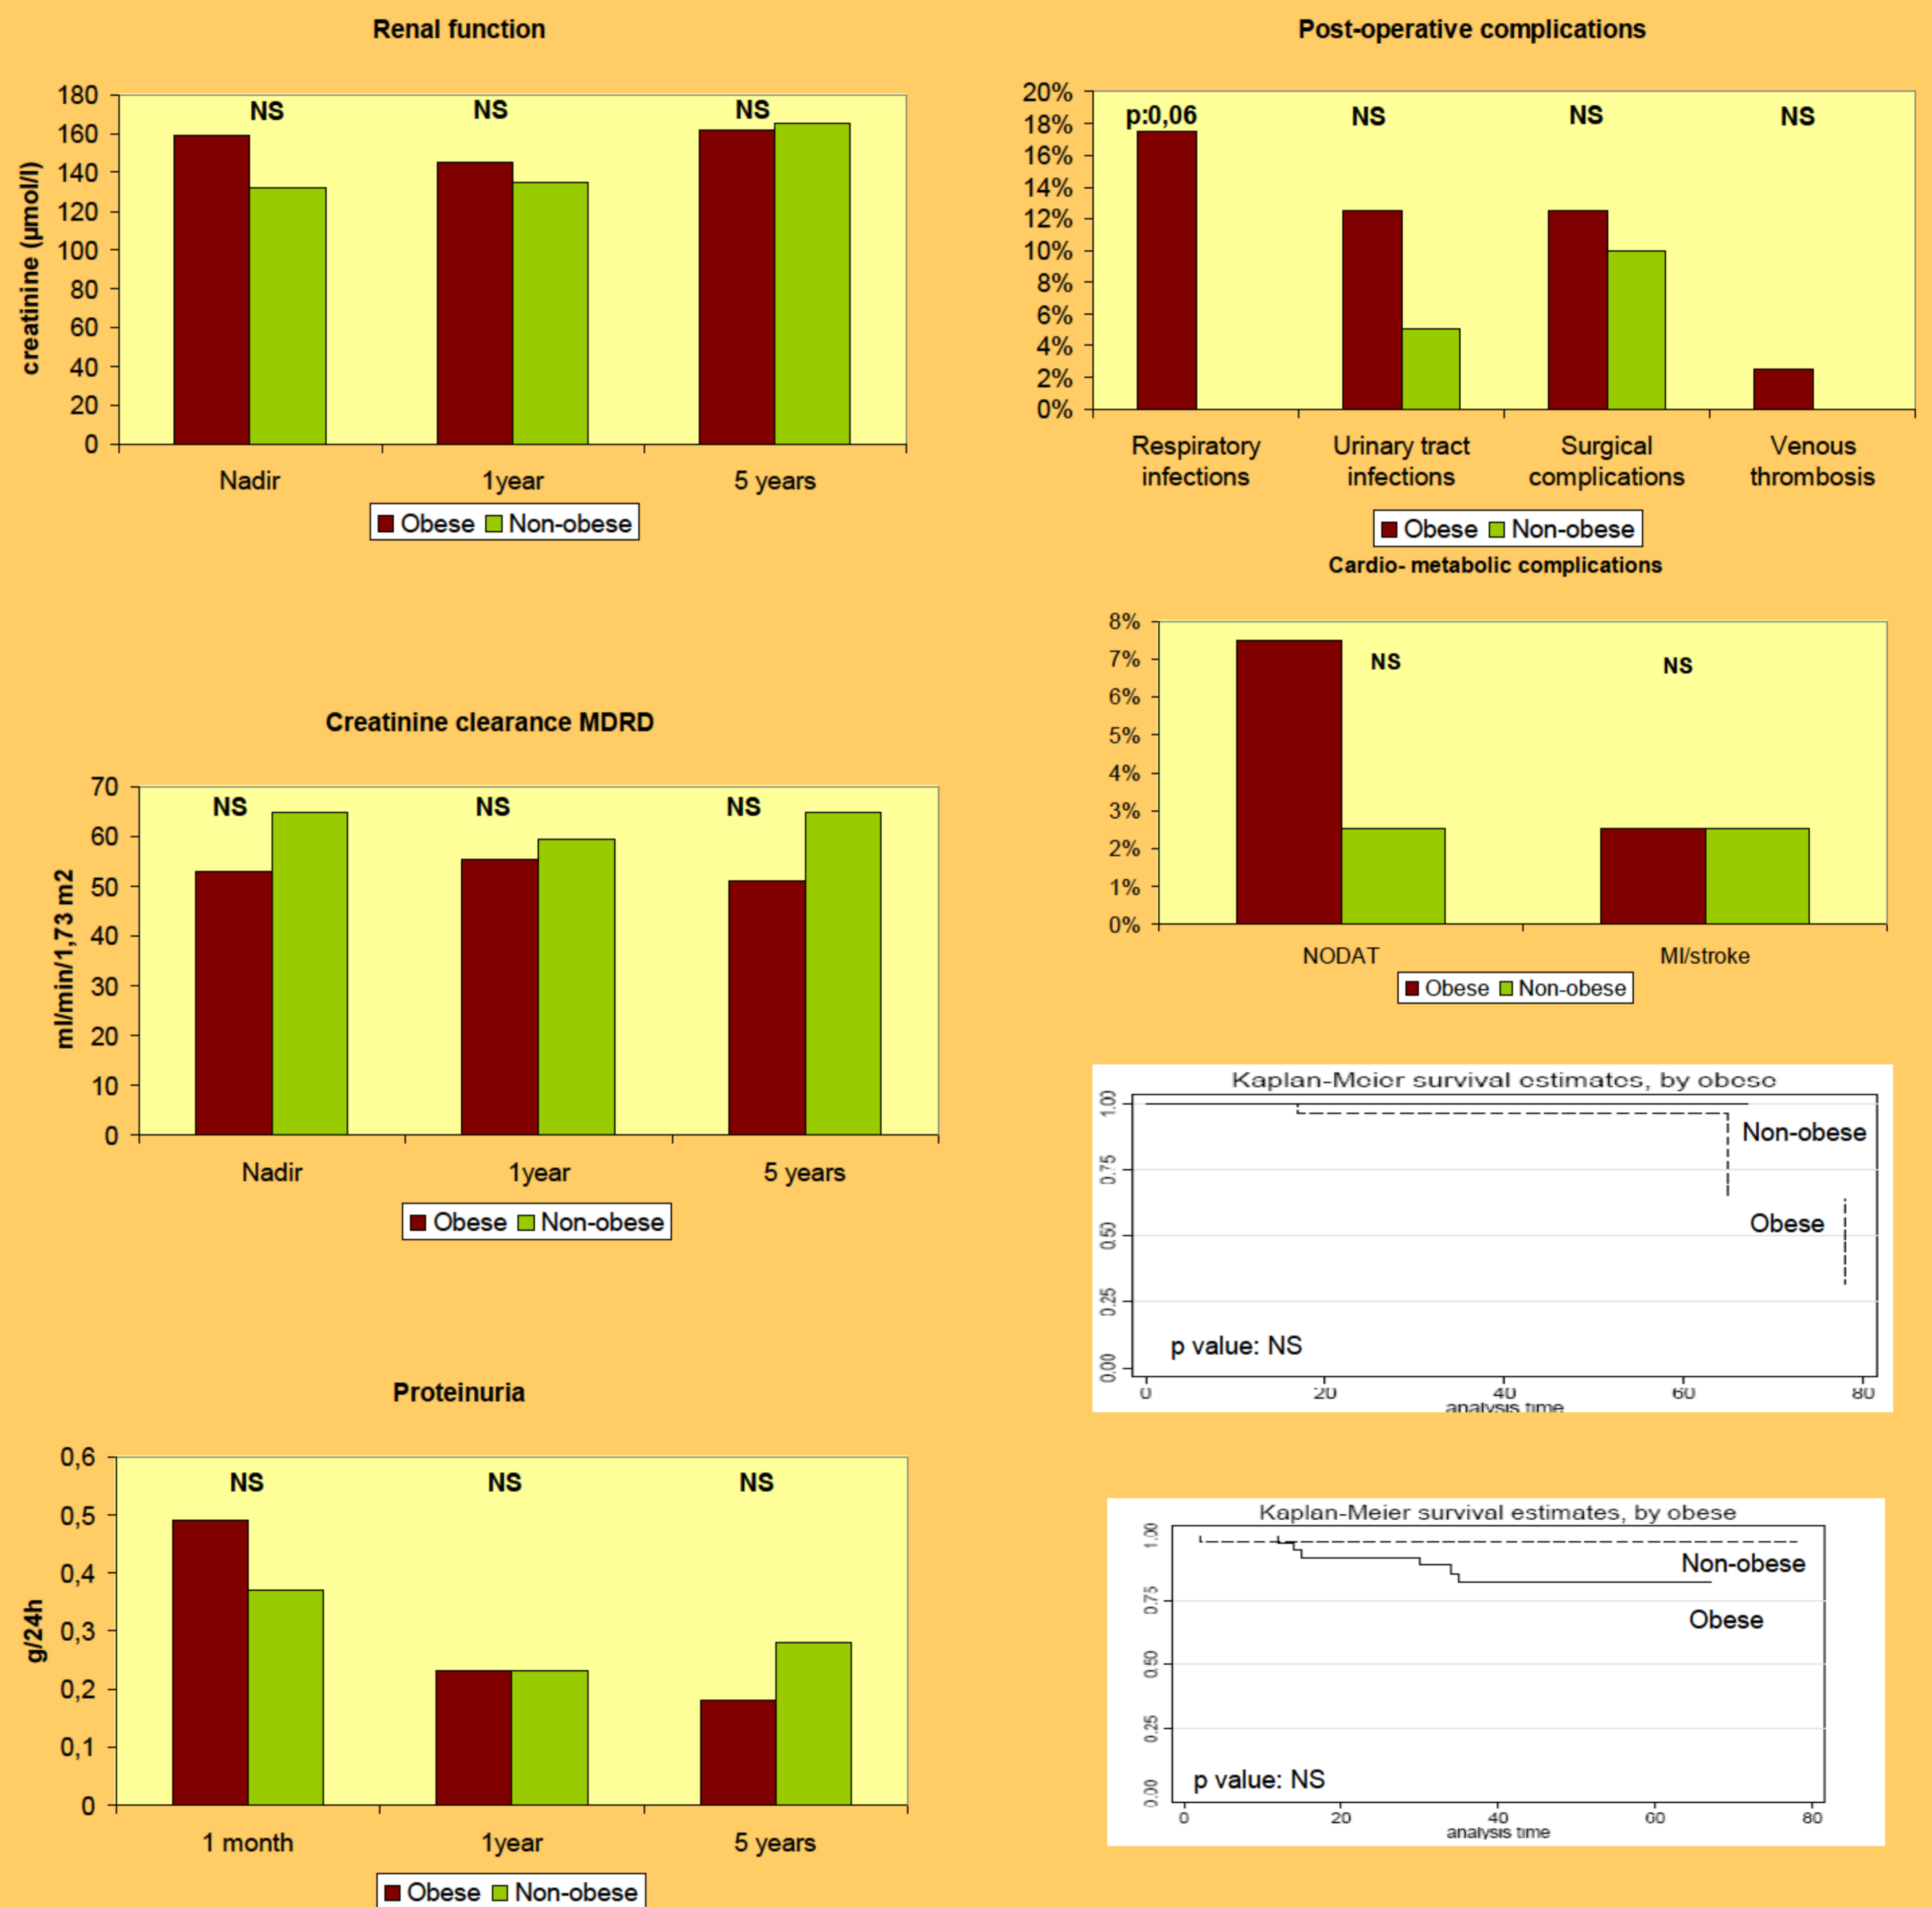 Renal function
180
160
140
120
100
80
60
40
20
0
creatinine (µmol/l)
NS
NS
NS
Nadir
1year
5 years
Obese
Non-obese
Creatinine clearance MDRD
70
60
50
40
30
20
10
0
ml/min/1,73 m2
NS
NS
NS
Nadir
1year
5 years
Obese
Non-obese
Proteinuria
0,6
0,5
0,4
0,3
0,2
0,1
0
g/24h
NS
NS
NS
1 month
1year
5 years
Obese
Non-obese
Post-operative complications
20%
18%
16%
14%
12%
10%
8%
6%
4%
2%
0%
p:0,06
NS
NS
NS
Respiratory
infections
Urinary tract
infections
Surgical
complications
Venous
thrombosis
Obese
Non-obese
Cardio- metabolic complications
8%
7%
6%
5%
4%
3%
2%
1%
0%
NS
NS
NODAT
MI/stroke
Obese
Non-obese
Kaplan-Meier survival estimates, by obese
1.00
0.75
0.50
0.25
0.00
Non-obese
Obese
p value: NS
0
20
40
60
80
analysis time
Kaplan-Meier survival estimates, by obese
1.00
0.75
0.50
0.25
0.00
Non-obese
Obese
p value: NS
0
20
40
60
80
analysis time